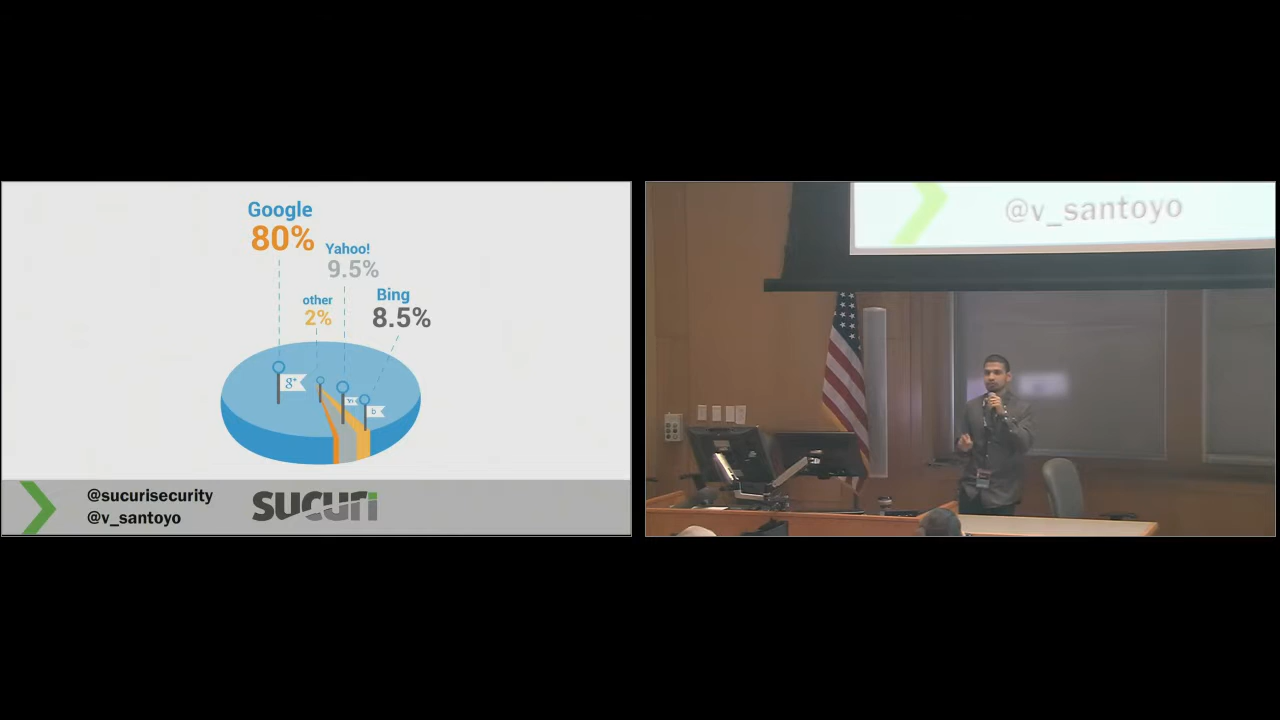 Google
80%
Yahoo!
9.5%
other
2%
Bing
8.5%
g+
b
@sucurisecurity
@v_santoyo
sucuri
@v_santoyo